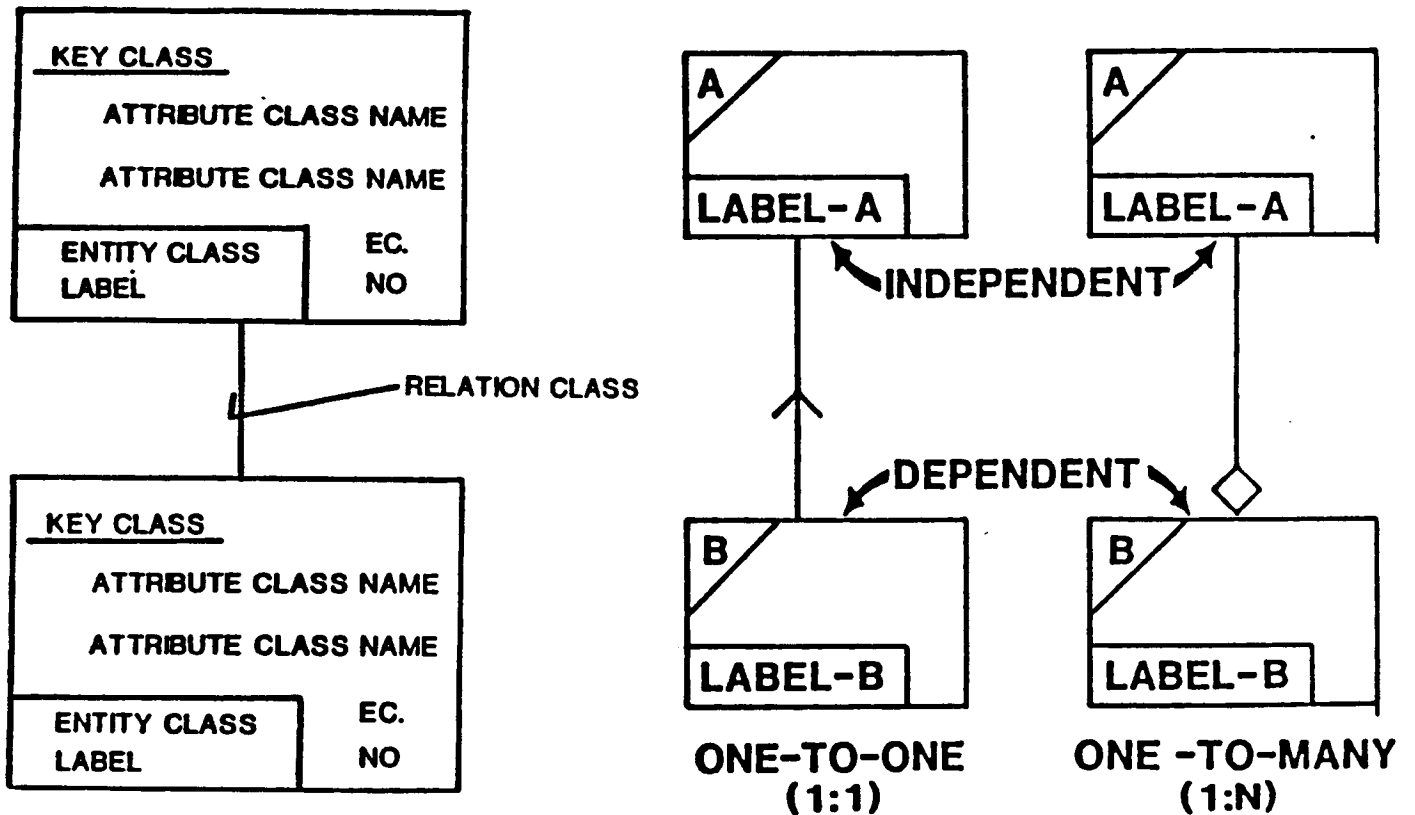 KEY CLASS
ATTRIBUTE CLASS NAME
ATTRIBUTE CLASS NAME
ENTITY CLASS
LABEL
EC.
NO
RELATION CLASS
KEY CLASS
ATTRIBUTE CLASS NAME
ATTRIBUTE CLASS NAME
ENTITY CLASS
LABEL
EC.
NO
A
LABEL-A
A
LABEL-A
INDEPENDENT
DEPENDENT
B
LABEL-B
B
LABEL-B
ONE-TO-ONE
(1:1)
ONE -TO-MANY
(1:N)